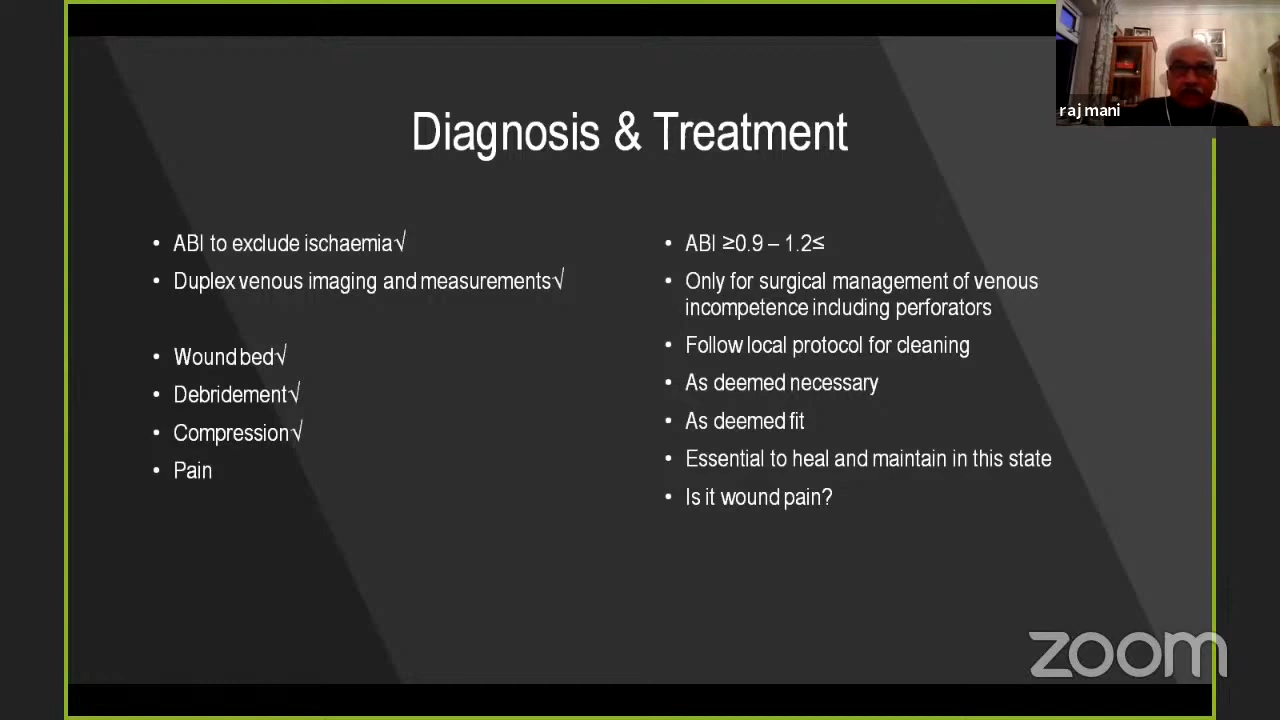 Diagnosis & Treatment
• ABI to exclude ischaemia√
• Duplex venous imaging and measurements√
• Wound bed√
• Debridement√
• Compression√
• Pain
• ABI ≥0.9 – 1.2≤
• Only for surgical management of venous
incompetence including perforators
• Follow local protocol for cleaning
• As deemed necessary
• As deemed fit
• Essential to heal and maintain in this state
• Is it wound pain?
raj mani
zoom